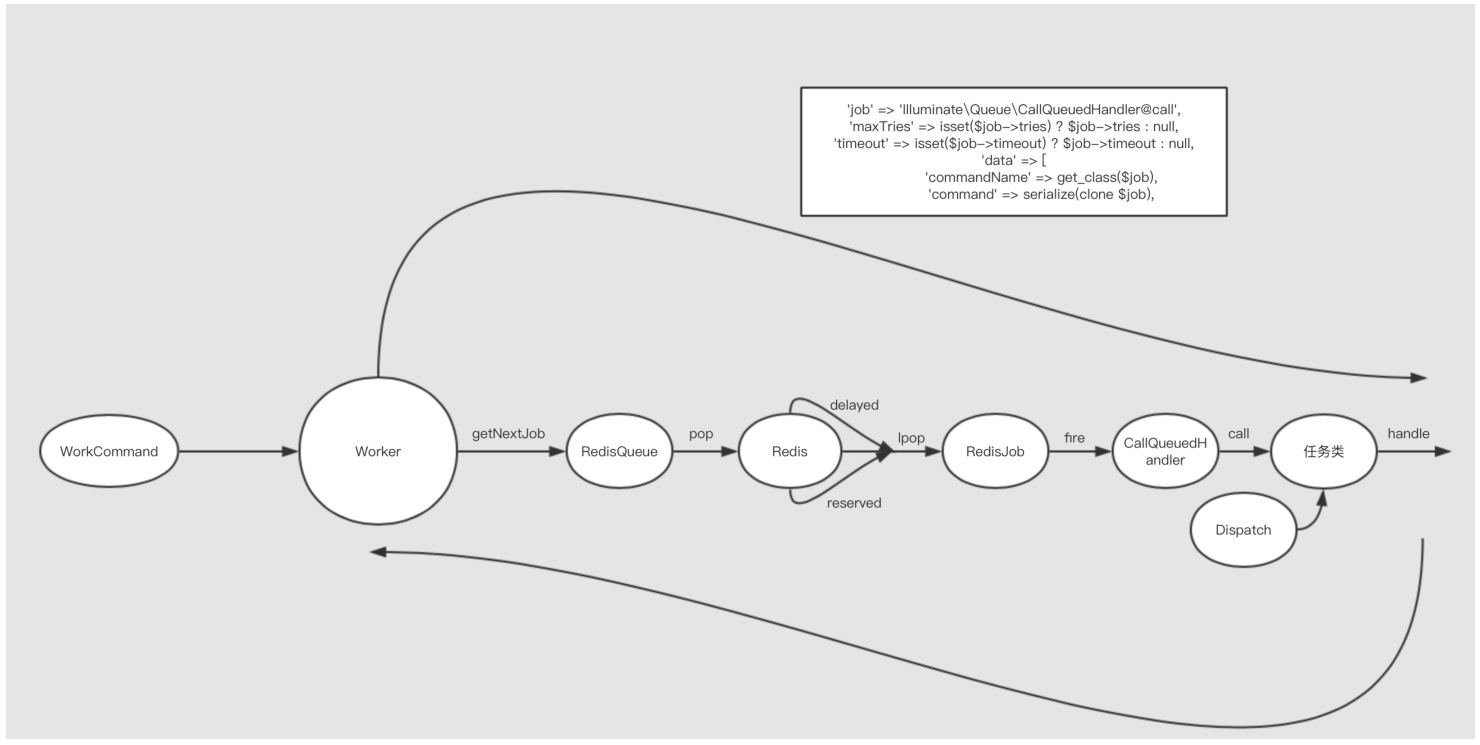 'job' => 'Illuminate\Queue\CallQueuedHandler@call',
'maxTries' => isset($job->tries) ? $job->tries : null,
'timeout' => isset($job->timeout) ? $job->timeout : null,
'data' => [
'commandName' => get_class($job),
'command' => serialize(clone $job),
WorkCommand
Worker
getNextJob
RedisQueue
pop
Redis
delayed
reserved
lpop
RedisJob
fire
CallQueuedH
andler
call
任务类
handle
Dispatch